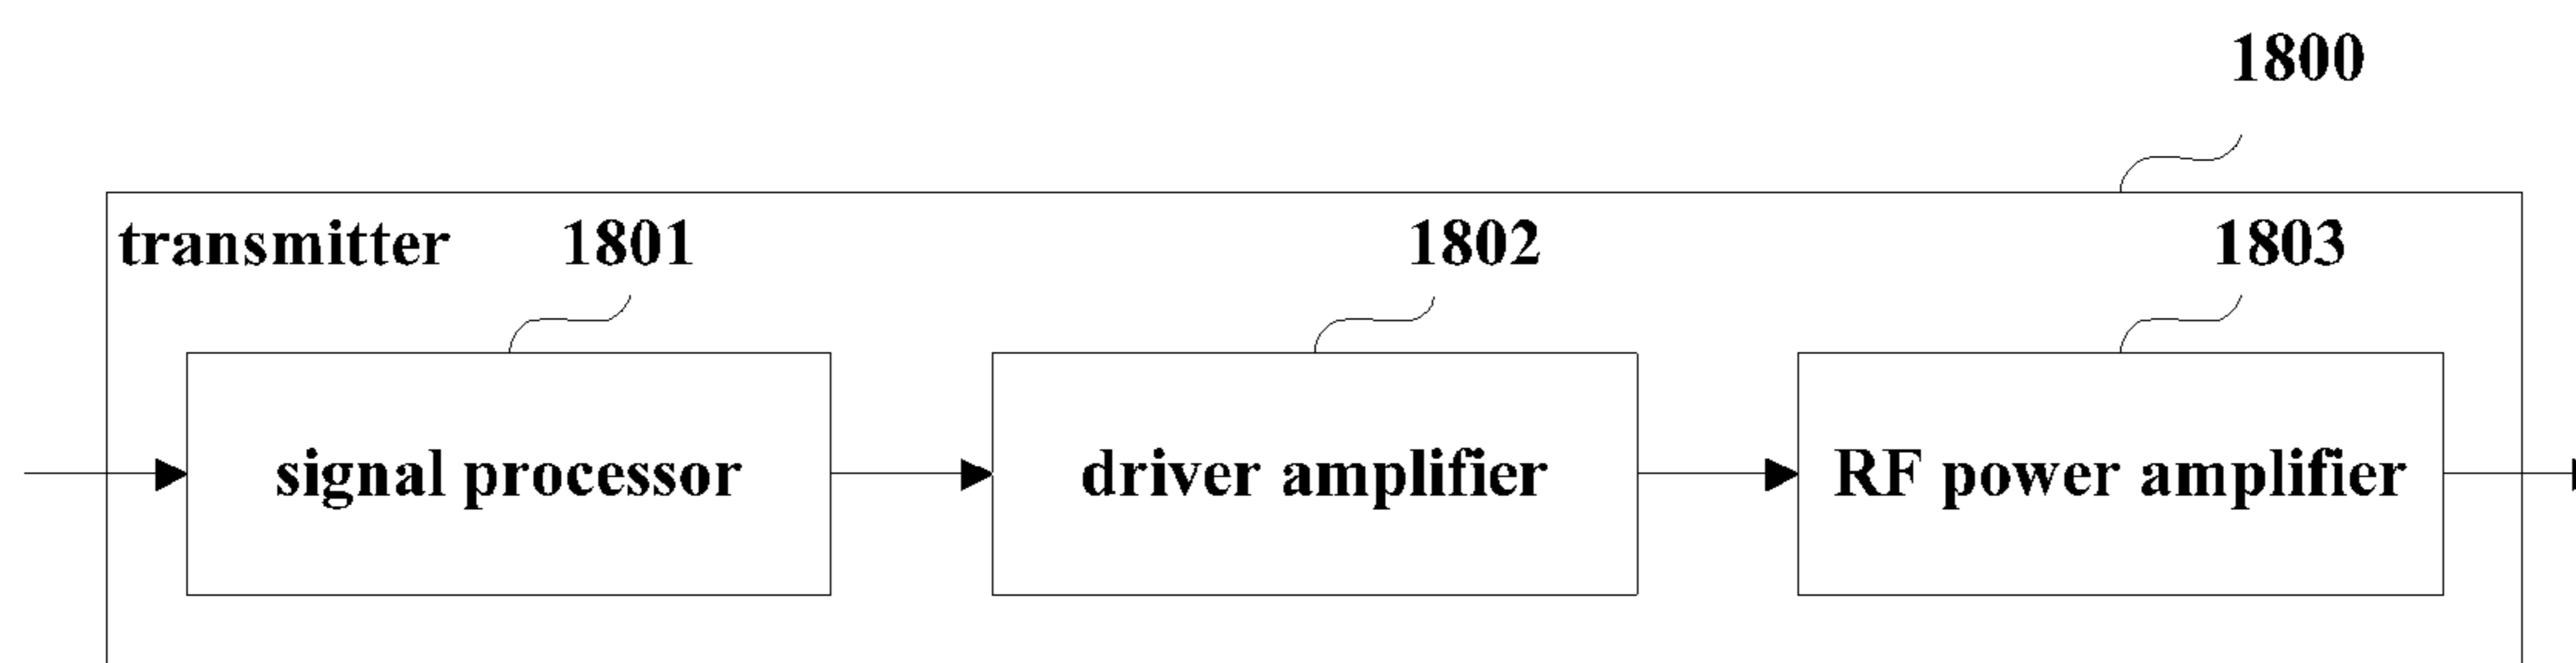 1800
transmitter 1801 1802 1803
signal processor driver amplifier RF power amplifier